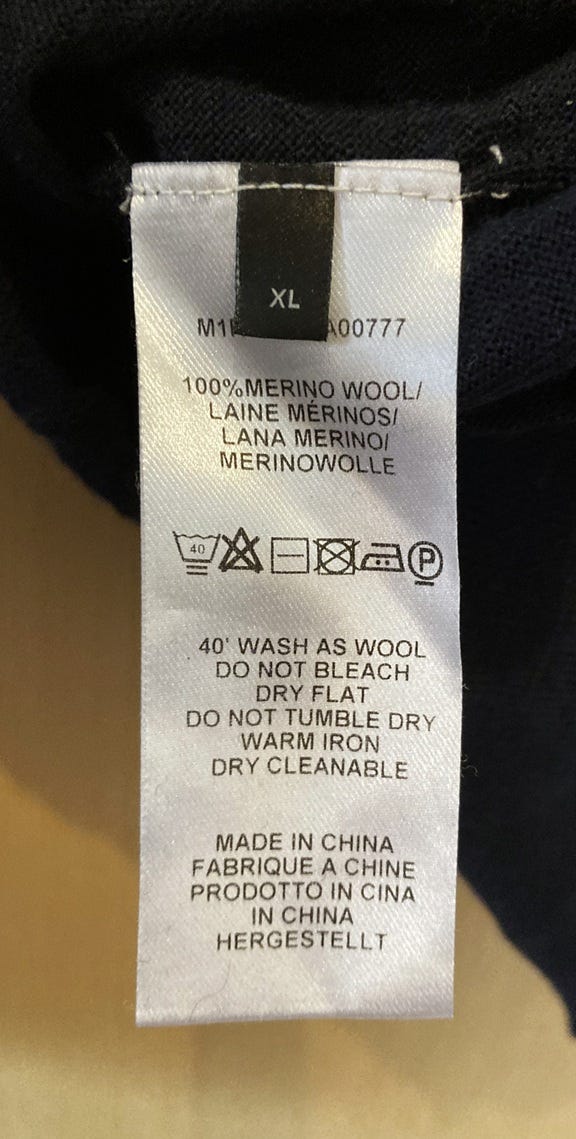 XL
100%MERINO WOOL/
LAINE MÉRINOS/
LANA MERINO/
MERINOWOLLE
40 P
40' WASH AS WOOL
DO NOT BLEACH
DRY FLAT
DO NOT TUMBLE DRY
WARM IRON
DRY CLEANABLE
MADE IN CHINA
FABRIQUE A CHINE
PRODOTTO IN CINA
IN CHINA
HERGESTELLT